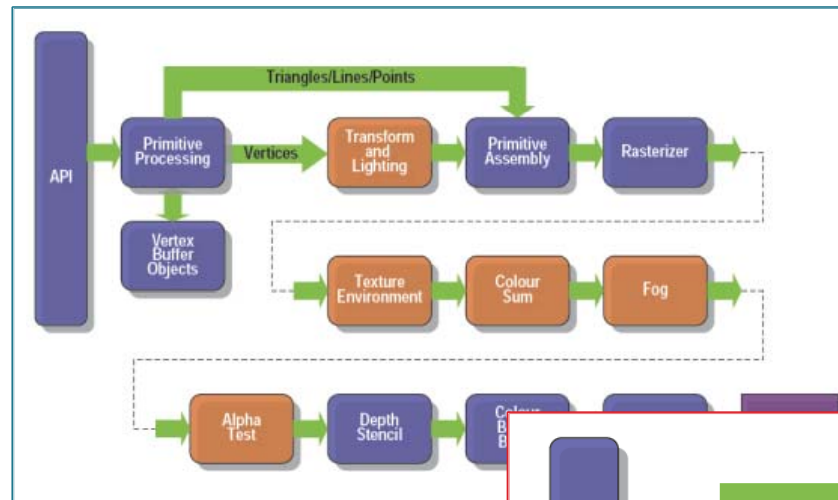 Triangles/Lines/Points
API
Primitive
Processing
Vertices
Transform
and
Lighting
Primitive
Assembly
Rasterizer
Vertex
Buffer
Objects
Texture
Environment
Colour
Sum
Fog
Alpha
Test
Depth
Stencil
Colour